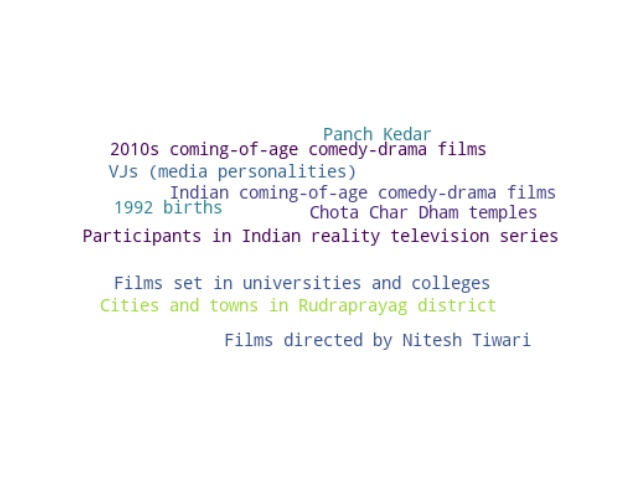 Panch Kedar
2010s coming-of-age comedy-drama films
VJs (media personalities)
Indian coming-of-age comedy-drama films
1992 births
Chota Char Dham temples
Participants in Indian reality television series
Films set in universities and colleges
Cities and towns in Rudraprayag district
Films directed by Nitesh Tiwari